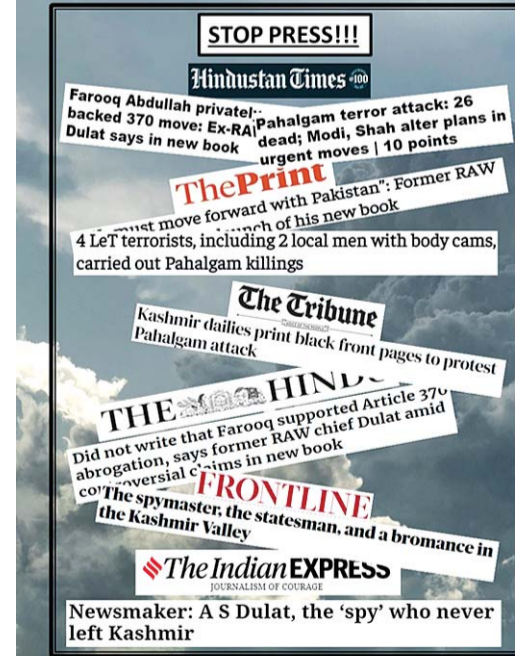 STOP PRESS!!!
Hindustan Times @100
Farooq Abdullah
backed 370 move: Ex-
Dulat says in new book
Pahalgam terror attack: 26
dead; Modi, Shah alter plans in
urgent moves | 10 points
ThePrint
must move forward with Pakistan": Former RAW
of his new book
4 LeT terrorists, including 2 local men with body cams,
carried out Pahalgam killings
The Tribune
Kashmir dailies print black front pages to protest
Pahalgam attack
THE
Did not write that Farooq supported Article 370
abrogation, says former RAW chief Dulat amid
controversial claims in new book
FRONTLINE
The spymaster, the statesman, and a bromance in
the Kashmir Valley
The Indian EXPRESS
JOURNALISM OF COURAGE
Newsmaker: A S Dulat, the ‘spy’ who never
left Kashmir